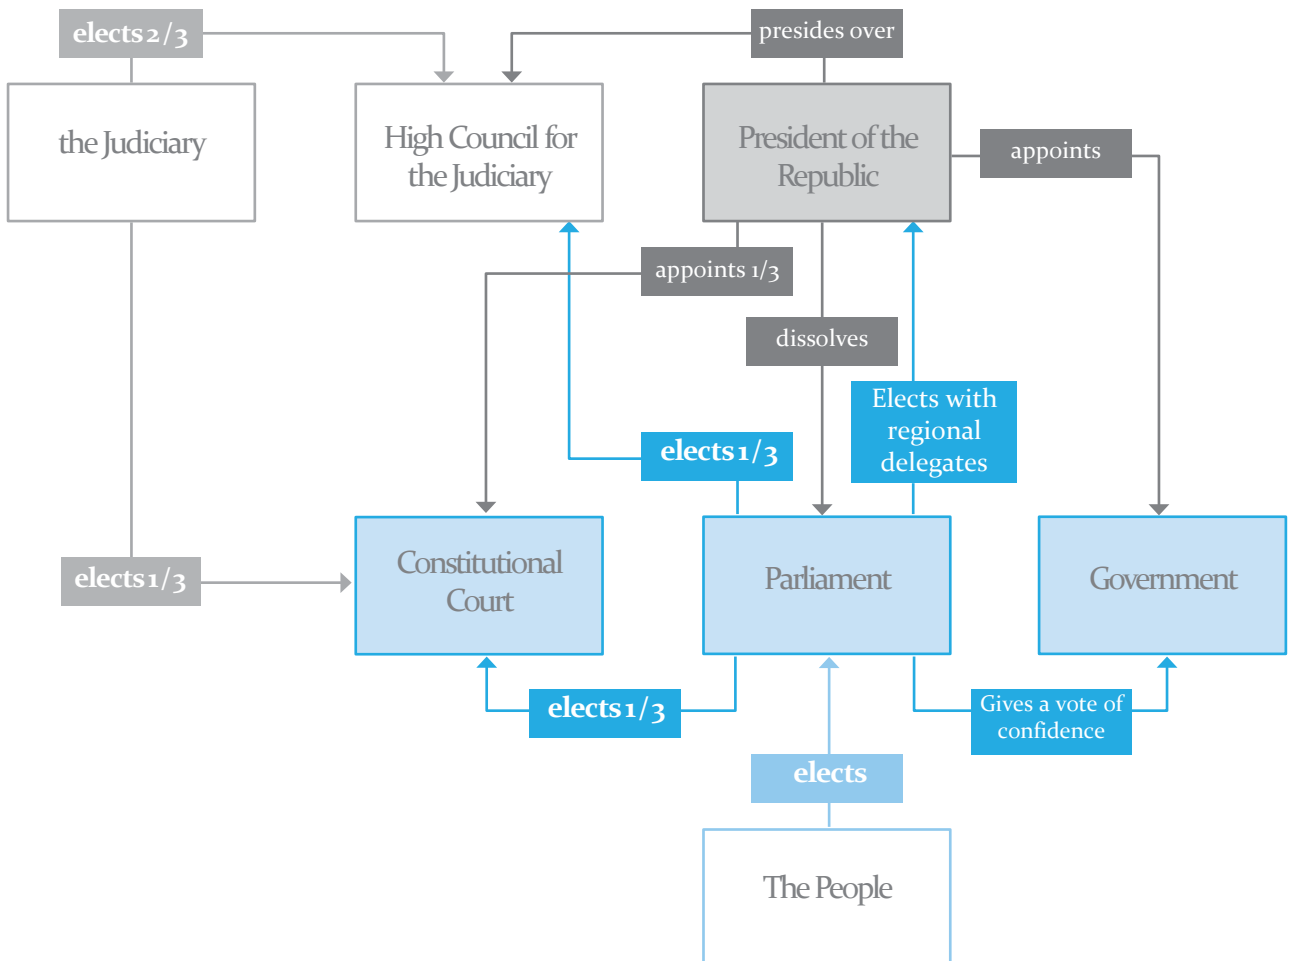 elects 2/3
presides over
the Judiciary
High Council for
the Judiciary
President of the
Republic
appoints
appoints 1/3
dissolves
Elects with
regional
delegates
elects 1/3
Constitutional
Court
Parliament
Government
elects 1/3
elects 1/3
Gives a vote of
confidence
elects
The People